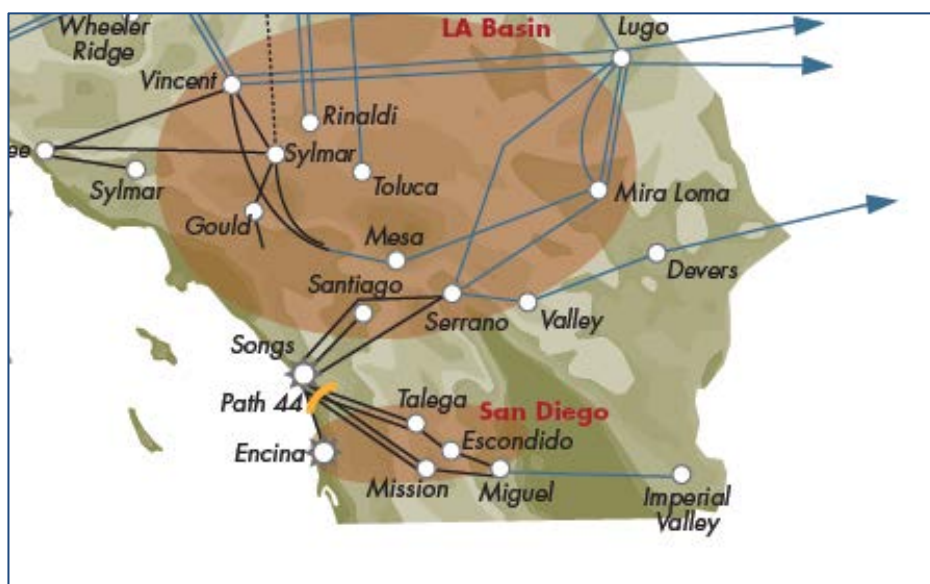 Wheeler
Ridge
LA Basin
Lugo
Vincent
Rinaldi
ee
Sylmar
Sylmar
Toluca
Mira Loma
Gould
Mesa
Devers
Santiago
Serrano
Valley
Songs
Path 44
Talega
San Diego
Encina
Escondido
Mission
Miguel
Imperial
Valley